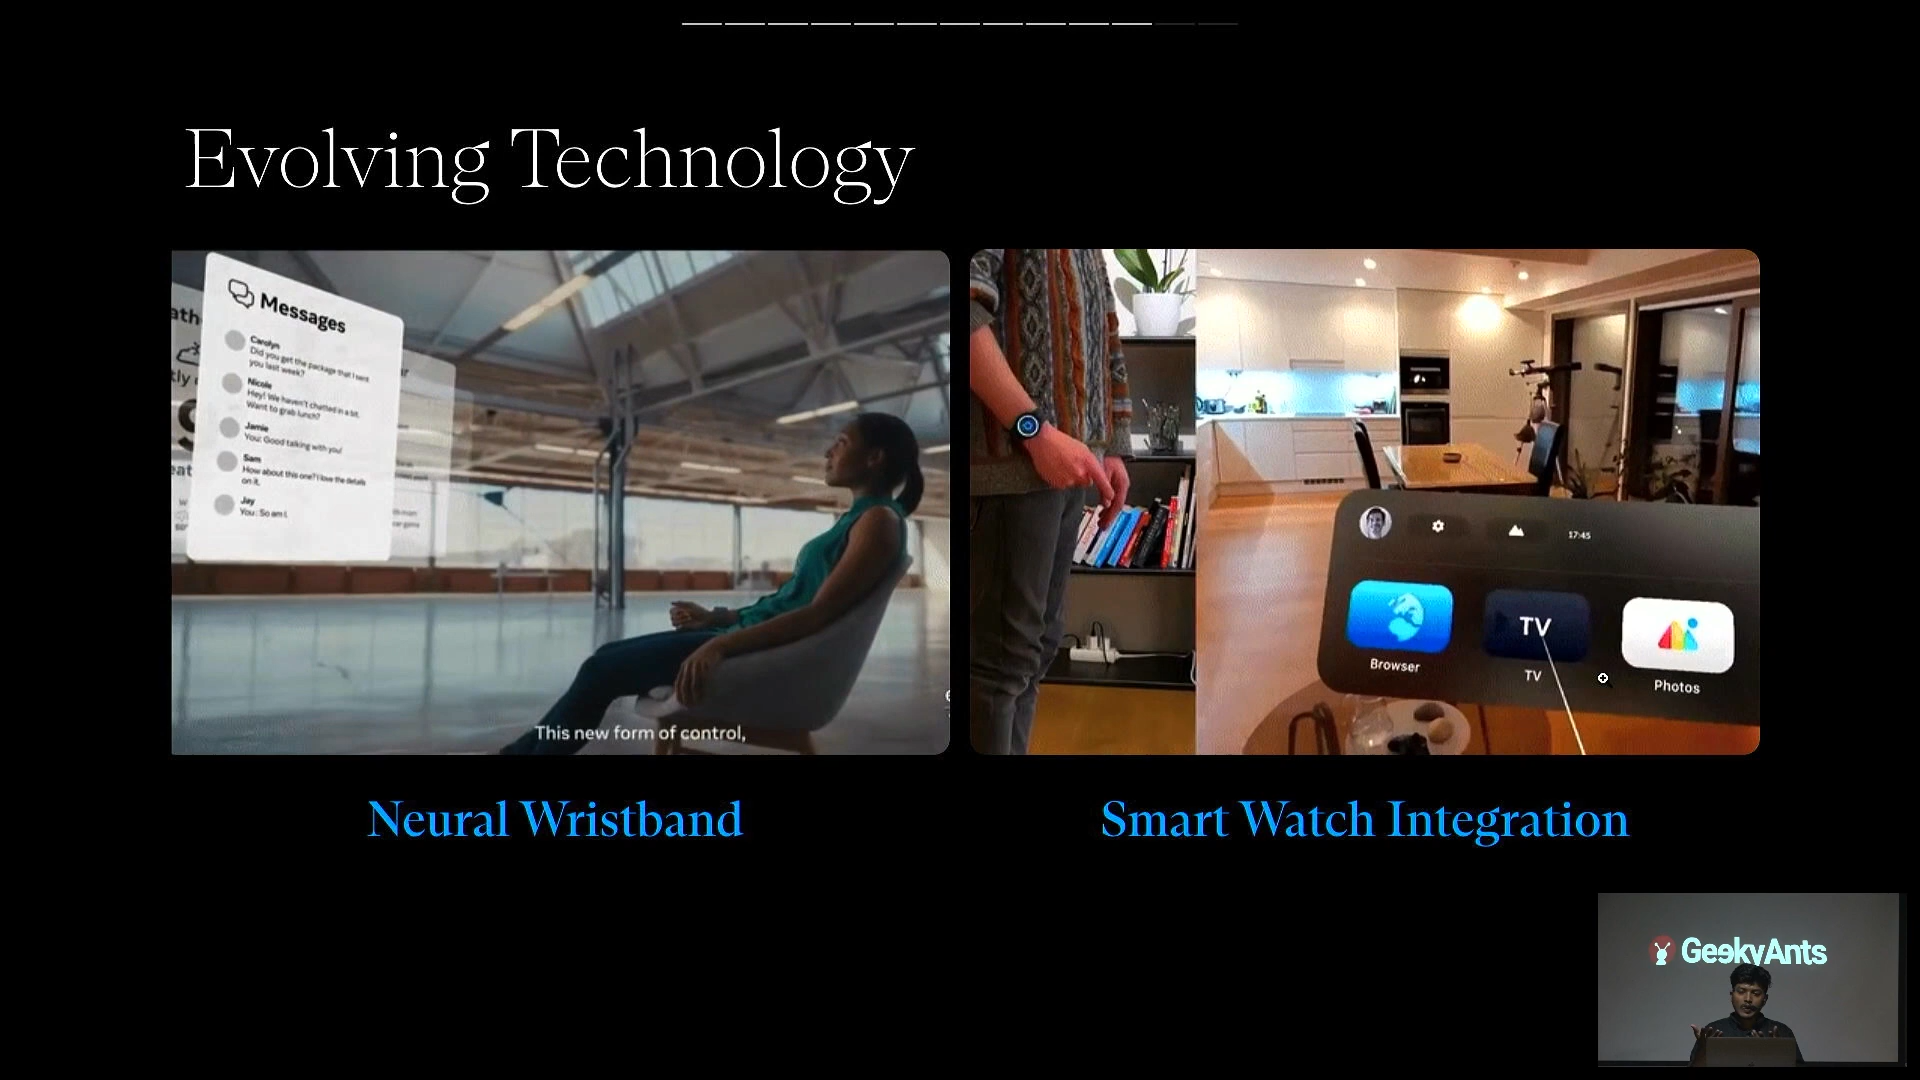 Evolving Technology
Messages
Carolyn
Did you get the package that I sent
you last week?
Nicole
Hey! We haven't chatted in a bit.
Want to grab lunch?
Jamie
You: Good talking with you!
Sam
How about this one? I love the details
on it.
Jay
You: So am I.
This new form of control,
17:45
TV
Browser
TV
Photos
Neural Wristband
Smart Watch Integration
GeekyAnts